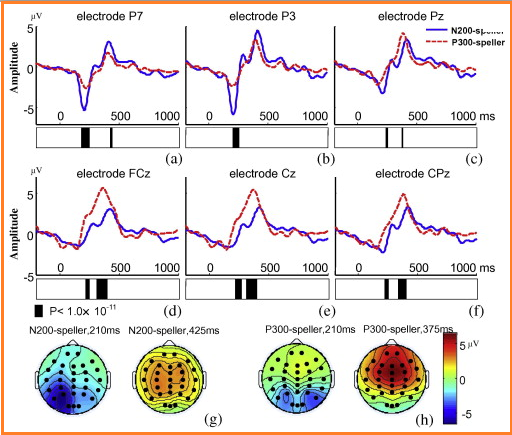 electrode P7 electrode P3 electrode Pz
μV
N200-speller
P300-speller
5
0
-5
Amplitude
0 500 1000 0 500 1000 0 500 1000 ms
(a) (b) (c)
μV
electrode FCz electrode Cz electrode CPz
5
0
-5
Amplitude
0 500 1000 0 500 1000 0 500 1000 ms
(d) (e) (f)
P< 1.0x 10-11
N200-speller,210ms N200-speller,425ms P300-speller,210ms P300-speller,375ms
5 μV
0
-5
(g) (h)